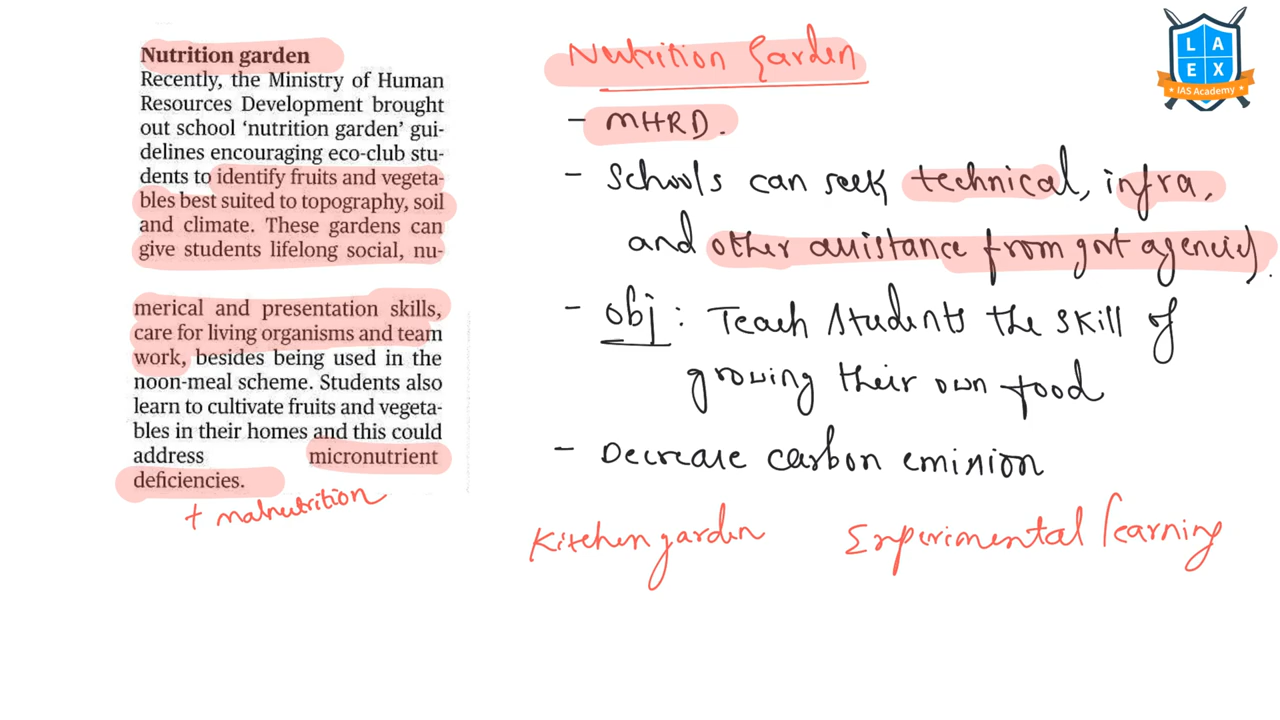 Nutrition garden
Recently, the Ministry of Human
Resources Development brought
out school ‘nutrition garden’ gui-
delines encouraging eco-club stu-
dents to identify fruits and vegeta-
bles best suited to topography, soil
and climate. These gardens can
give students lifelong social, nu-
merical and presentation skills,
care for living organisms and team
work, besides being used in the
noon-meal scheme. Students also
learn to cultivate fruits and vegeta-
bles in their homes and this could
address micronutrient
deficiencies.
+ malnutrition
Nutrition Garden
- MHRD.
- Schools can seek technical, infra,
and other assistance from govt agencies.
- Obj : Teach students the skill of
growing their own food
- Decrease carbon emission
Kitchen garden Experimental learning
L A
E X
★ IAS Academy ★